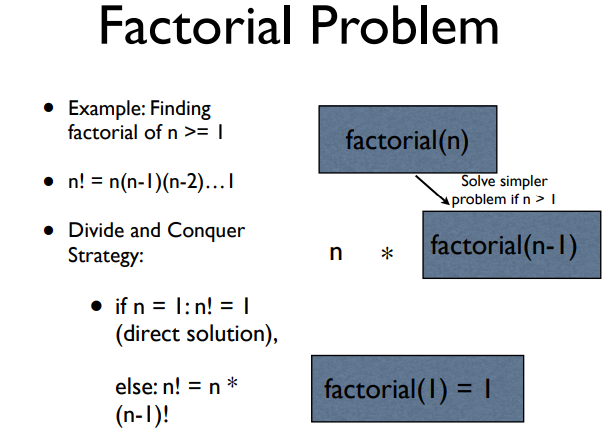 Factorial Problem
• Example: Finding
factorial of n >= 1
• n! = n(n-1)(n-2)…1
• Divide and Conquer
Strategy:
• if n = 1: n! = 1
(direct solution),
else: n! = n *
(n-1)!
factorial(n)
Solve simpler
problem if n > 1
n * factorial(n-1)
factorial(1) = 1